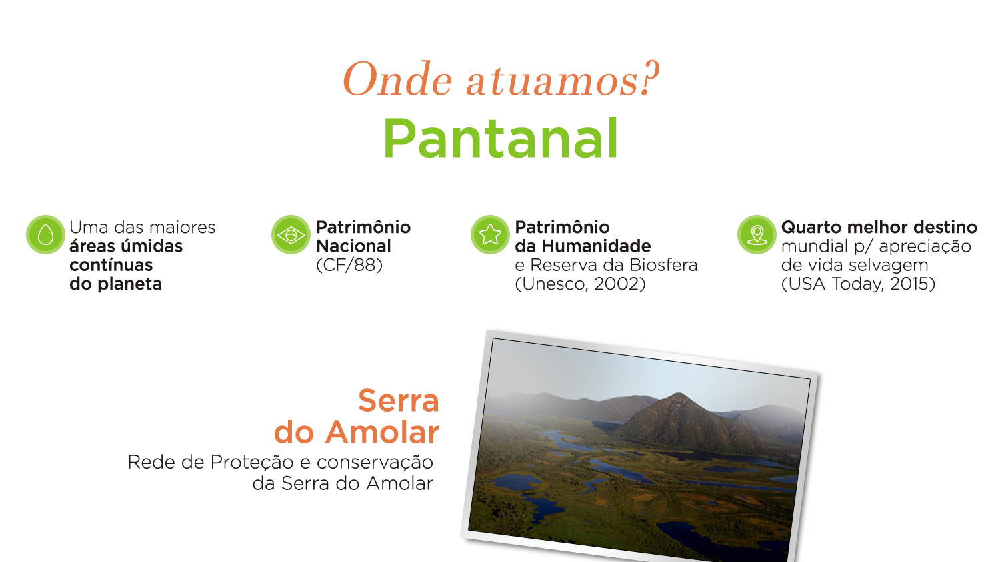 Onde atuamos?
Pantanal
Uma das maiores
áreas úmidas
contínuas
do planeta
Patrimônio
Nacional
(CF/88)
Patrimônio
da Humanidade
e Reserva da Biosfera
(Unesco, 2002)
Quarto melhor destino
mundial p/ apreciação
de vida selvagem
(USA Today, 2015)
Serra
do Amolar
Rede de Proteção e conservação
da Serra do Amolar